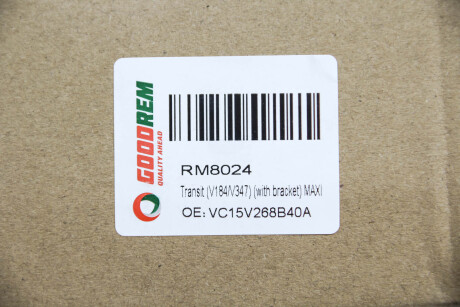 GOODREM
QUALITY AHEAD
RM8024
Transit (V184/V347) (with bracket) MAXI
OE: VC15V268B40A